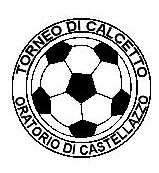 TORNEO DI CALCETTO
ORATORIO DI CASTELLAZZO